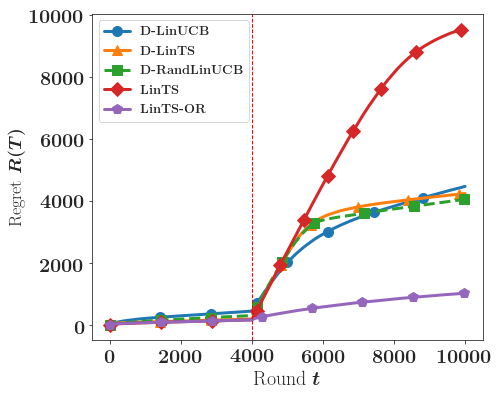 10000
8000
6000
4000
2000
0
Regret R(T)
D-LinUCB
D-LinTS
D-RandLinUCB
LinTS
LinTS-OR
0 2000 4000 6000 8000 10000
Round t